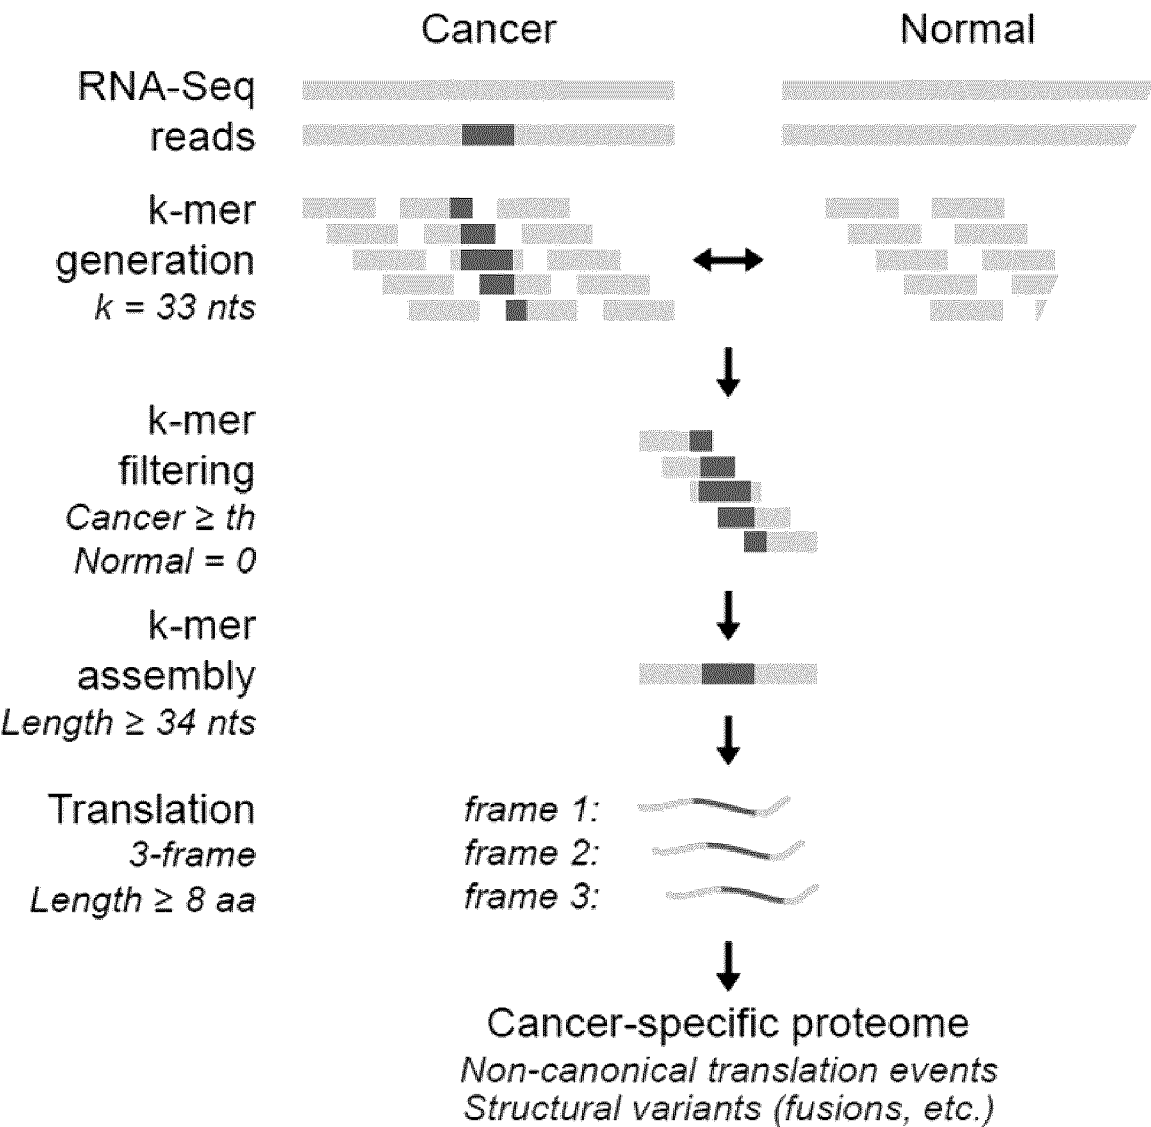 Cancer Normal
RNA-Seq
reads
k-mer
generation
k = 33 nts
k-mer
filtering
Cancer ≥ th
Normal = 0
k-mer
assembly
Length ≥ 34 nts
Translation frame 1:
3-frame frame 2:
Length ≥ 8 aa frame 3:
Cancer-specific proteome
Non-canonical translation events
Structural variants (fusions, etc.)